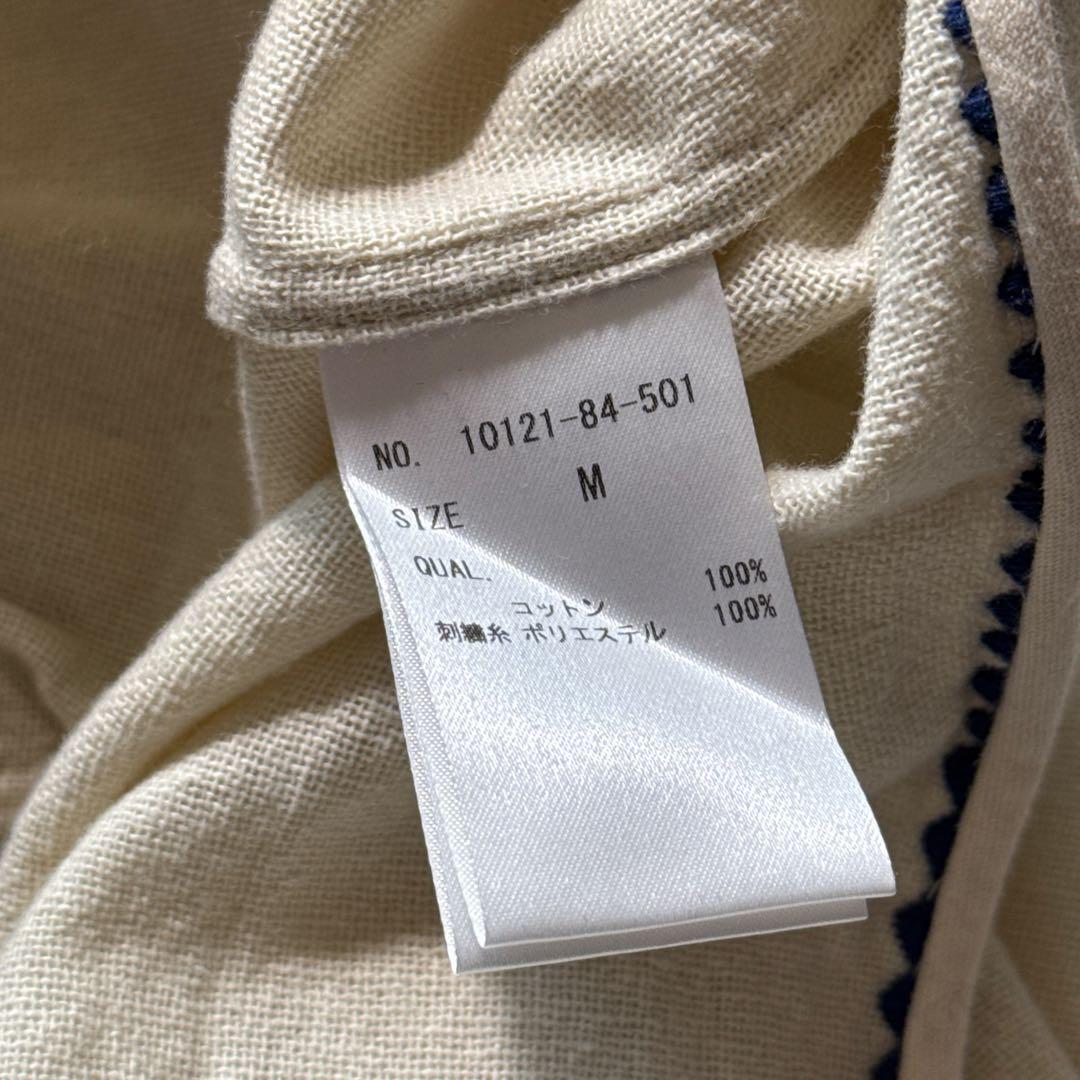 NO. 10121-84-501
SIZE M
QUAL.
コットン 100%
刺繍糸 ポリエステル 100%